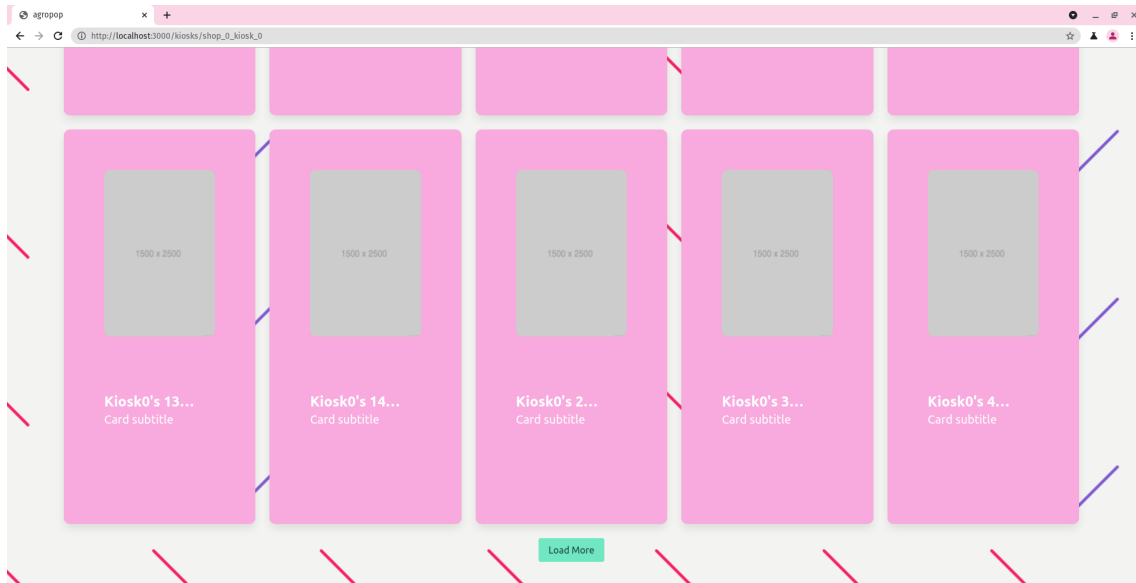 agropop
http://localhost:3000/kiosks/shop_0_kiosk_0
1500 x 2500
1500 x 2500
1500 x 2500
1500 x 2500
1500 x 2500
Kiosk0's 13...
Kiosk0's 14...
Kiosk0's 2...
Kiosk0's 3...
Kiosk0's 4...
Card subtitle
Card subtitle
Card subtitle
Card subtitle
Card subtitle
Load More